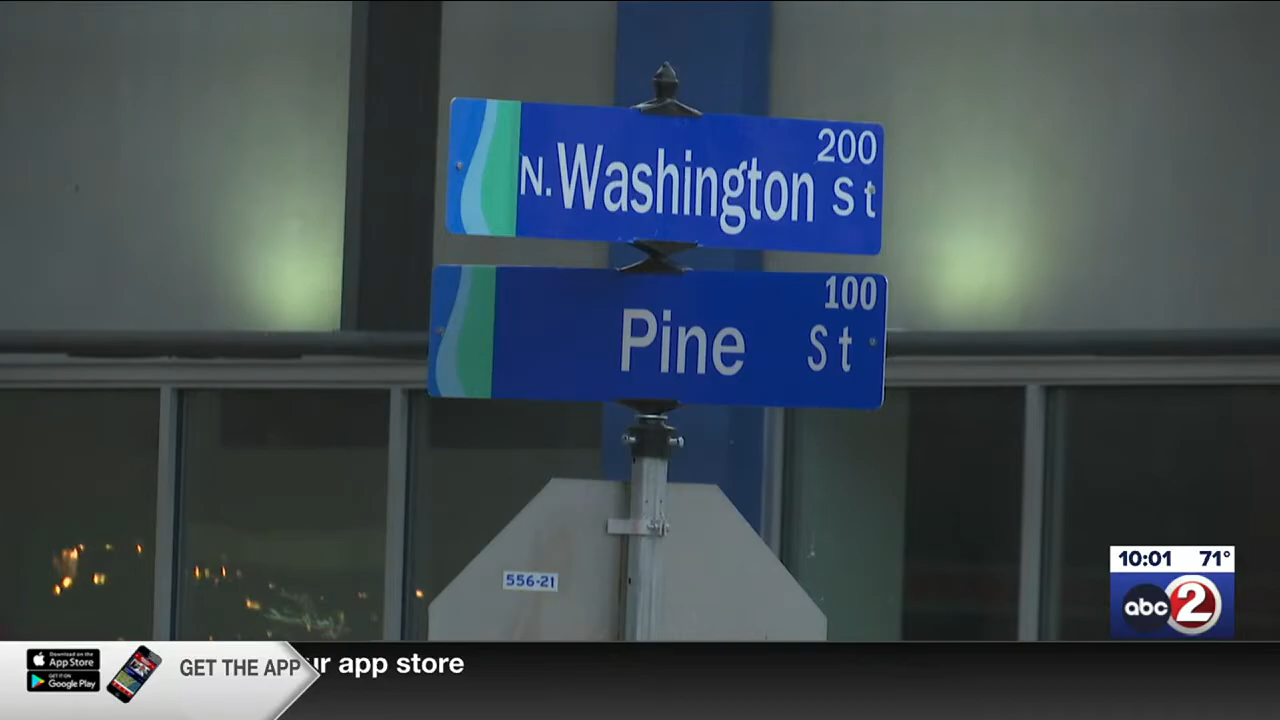 200
N. Washington St
100
Pine St
556-21
10:01 71°
abc 2
Download on the
App Store
GET IT ON
Google Play
GET THE APP
ur app store